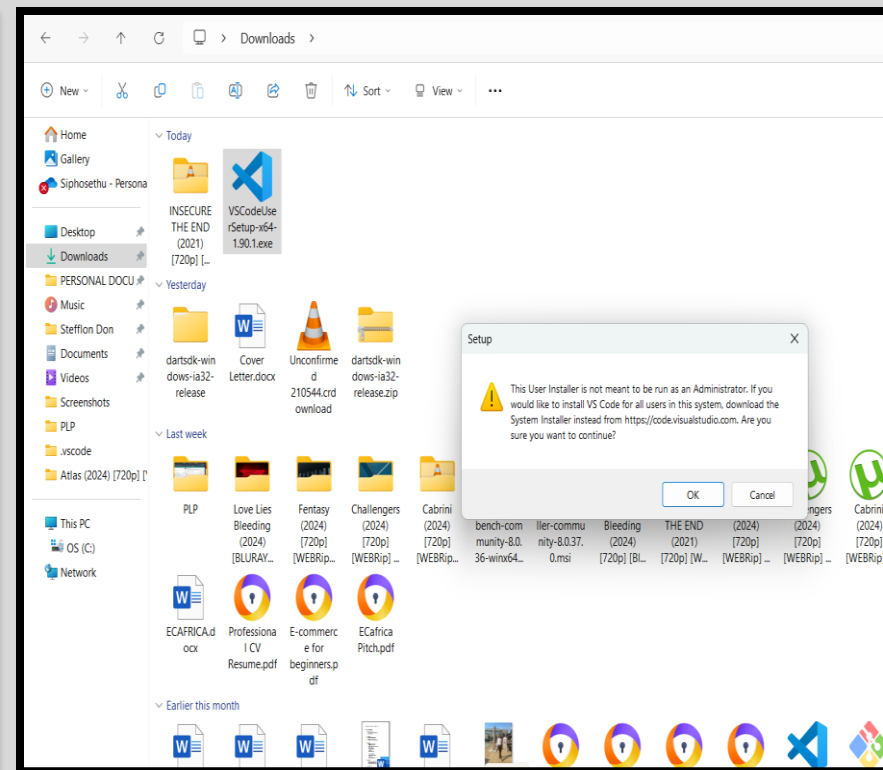 Downloads
New
Sort
View
Home
Gallery
Siphosethu - Persona
Desktop
Downloads
PERSONAL DOCU
Music
Stefflon Don
Documents
Videos
Screenshots
PLP
.vscode
Atlas (2024) [720p] ['
This PC
OS (C:)
Network
Today
INSECURE
THE END
(2021)
[720p] [...
VSCodeUse
rSetup-x64-
1.90.1.exe
Yesterday
dartsdk-win
dows-ia32-
release
Cover
Letter.docx
Unconfirme
d
210544.crd
ownload
dartsdk-win
dows-ia32-
release.zip
Last week
PLP
Love Lies
Bleeding
(2024)
[BLURAY...
Fentasy
(2024)
[720p]
[WEBRip...
Challengers
(2024)
[720p]
[WEBRip] ...
Cabrini
(2024)
[720p]
[WEBRip...
bench-com
munity-8.0.
36-winx64...
ller-commu
nity-8.0.37.
0.msi
Bleeding
(2024)
[720p] [Bl...
THE END
(2021)
[720p] [W...
(2024)
[720p]
[WEBRip] ...
ngers
(2024)
[720p]
[WEBRip] ...
Cabrini
(2024)
[720p]
[WEBRip]
ECAFRICA.d
ocx
Professiona
l CV
Resume.pdf
E-commerc
e for
beginners.p
df
ECafrica
Pitch.pdf
Earlier this month
Setup
This User Installer is not meant to be run as an Administrator. If you
would like to install VS Code for all users in this system, download the
System Installer instead from https://code.visualstudio.com. Are you
sure you want to continue?
OK
Cancel